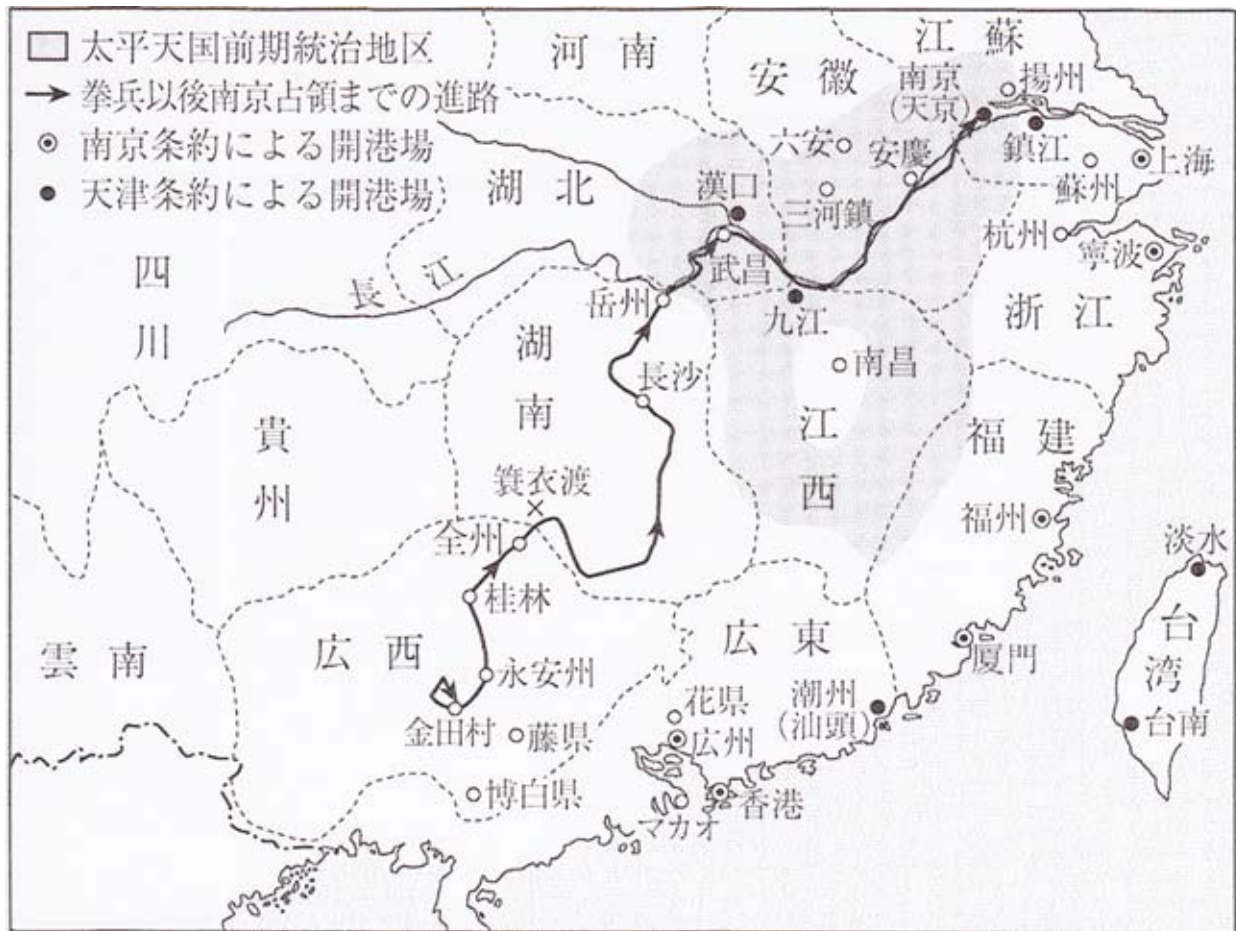 太平天国前期統治地区
拳兵以後南京占領までの進路
南京条約による開港場
天津条約による開港場
河南
安徽
江蘇
南京
(天京)
揚州
鎮江
上海
蘇州
六安
安慶
三河鎮
湖北
漢口
武昌
杭州
寧波
浙江
四川
長江
岳州
九江
南昌
湖南
長沙
江西
福建
貴州
簑衣渡
全州
福州
淡水
桂林
広西
広東
厦門
台湾
雲南
永安州
潮州
(汕頭)
花県
金田村
藤県
広州
台南
博白県
香港
マカオ